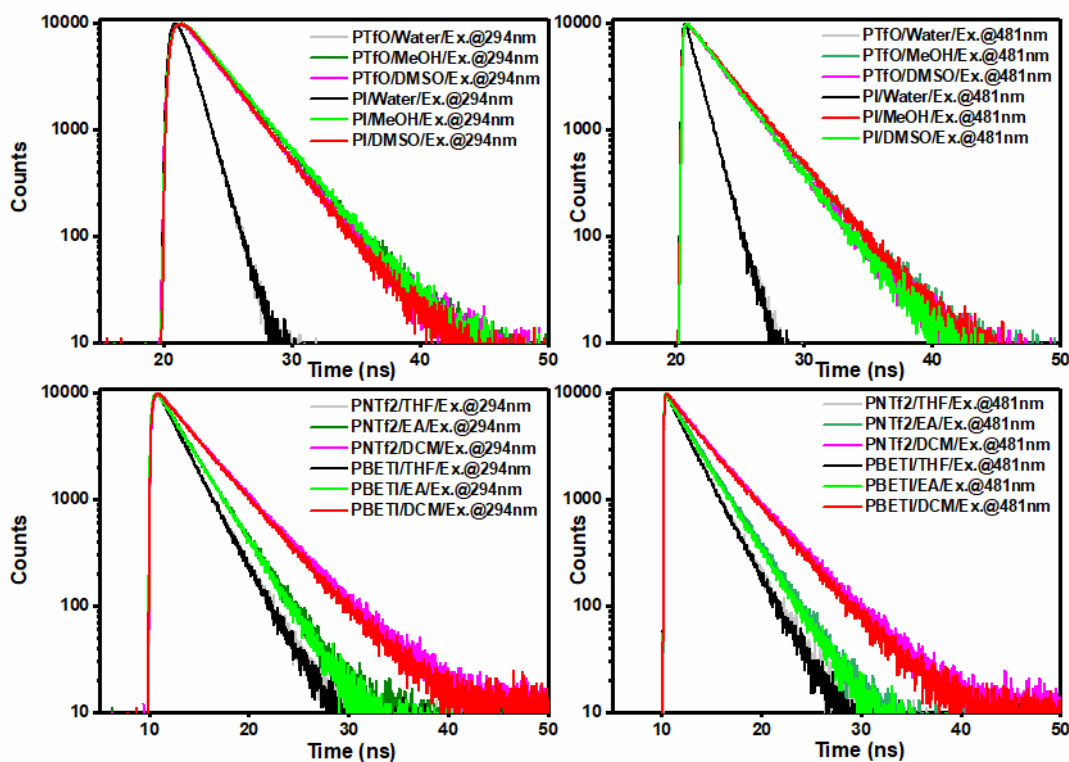 10000
1000
100
10
Counts
PTfO/Water/Ex.@294nm
PTfO/MeOH/Ex.@294nm
PTfO/DMSO/Ex.@294nm
PI/Water/Ex.@294nm
PI/MeOH/Ex.@294nm
PI/DMSO/Ex.@294nm
20 30 40 50
Time (ns)
10000
1000
100
10
Counts
PTfO/Water/Ex.@481nm
PTfO/MeOH/Ex.@481nm
PTfO/DMSO/Ex.@481nm
PI/Water/Ex.@481nm
PI/MeOH/Ex.@481nm
PI/DMSO/Ex.@481nm
20 30 40 50
Time (ns)
10000
1000
100
10
Counts
PNTf2/THF/Ex.@294nm
PNTf2/EA/Ex.@294nm
PNTf2/DCM/Ex.@294nm
PBETI/THF/Ex.@294nm
PBETI/EA/Ex.@294nm
PBETI/DCM/Ex.@294nm
10 20 30 40 50
Time (ns)
10000
1000
100
10
Counts
PNTf2/THF/Ex.@481nm
PNTf2/EA/Ex.@481nm
PNTf2/DCM/Ex.@481nm
PBETI/THF/Ex.@481nm
PBETI/EA/Ex.@481nm
PBETI/DCM/Ex.@481nm
10 20 30 40 50
Time (ns)